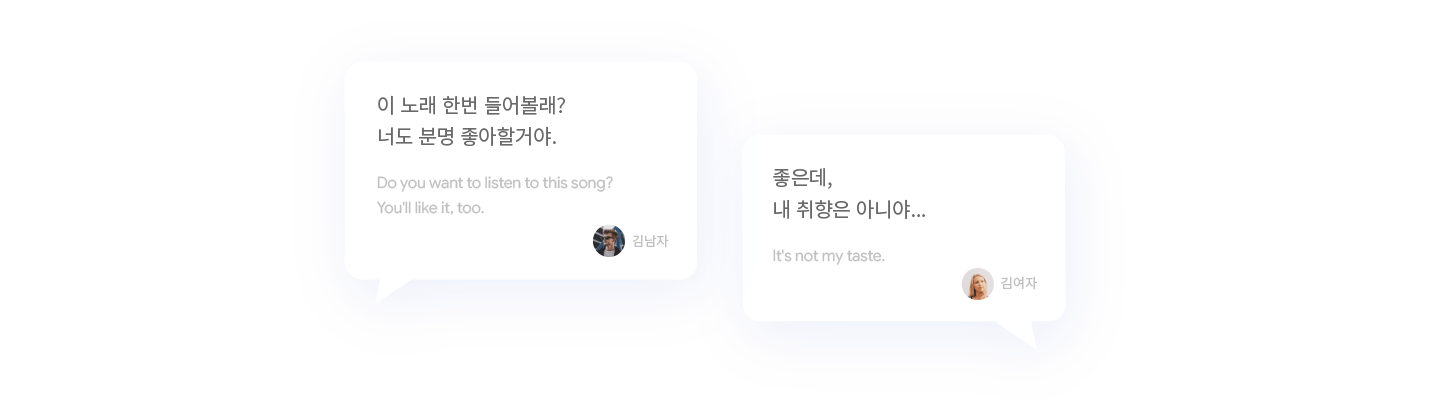 이 노래 한번 들어볼래?
너도 분명 좋아할거야.
Do you want to listen to this song?
You'll like it, too.
김남자
좋은데,
내 취향은 아니야...
It's not my taste.
김여자